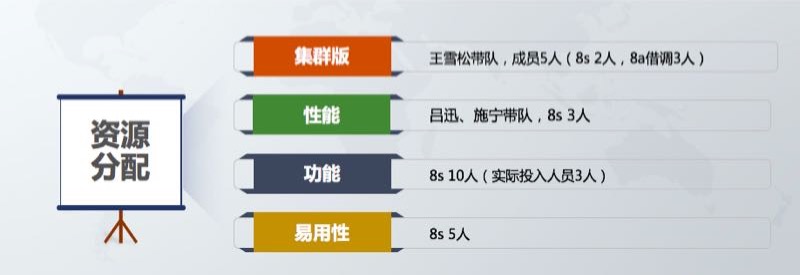 资源
分配
集群版
王雪松带队，成员5人（8s 2人，8a借调3人）
性能
吕迅、施宁带队，8s 3人
功能
8s 10人（实际投入人员3人）
易用性
8s 5人